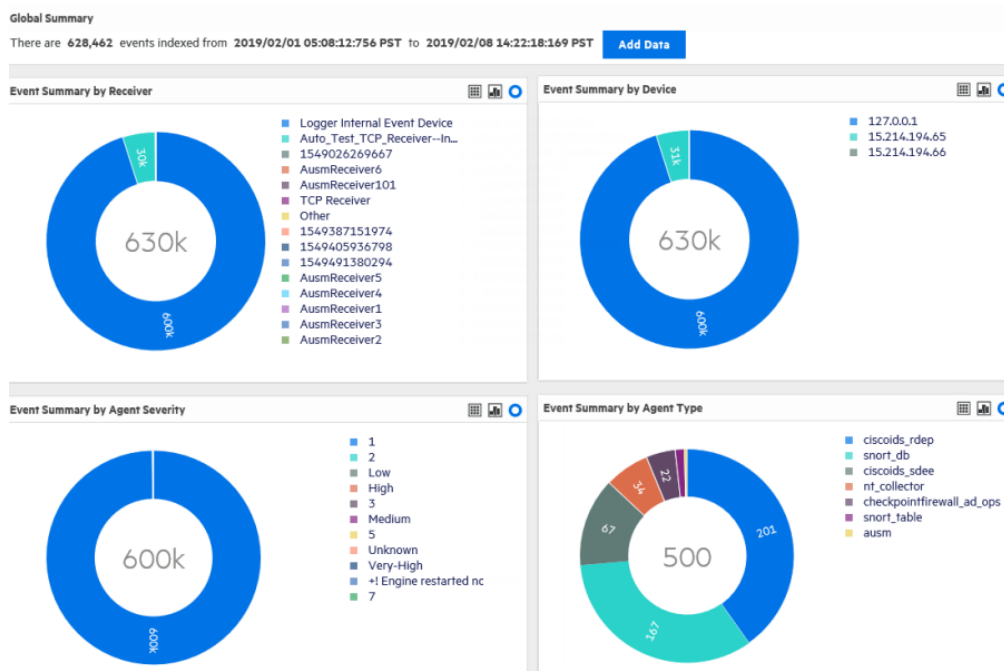 Global Summary
There are 628,462 events indexed from 2019/02/01 05:08:12:756 PST to 2019/02/08 14:22:18:169 PST Add Data
Event Summary by Receiver
30k
600k
630k
Logger Internal Event Device
Auto_Test_TCP_Receiver--In...
1549026269667
AusmReceiver6
AusmReceiver101
TCP Receiver
Other
1549387151974
1549405936798
1549491380294
AusmReceiver5
AusmReceiver4
AusmReceiver1
AusmReceiver3
AusmReceiver2
Event Summary by Device
31k
600k
630k
127.0.0.1
15.214.194.65
15.214.194.66
Event Summary by Agent Severity
600k
600k
1
2
Low
High
3
Medium
5
Unknown
Very-High
+! Engine restarted nc
7
Event Summary by Agent Type
22
34
67
201
167
500
ciscoids_rdep
snort_db
ciscoids_sdee
nt_collector
checkpointfirewall_ad_ops
snort_table
ausm